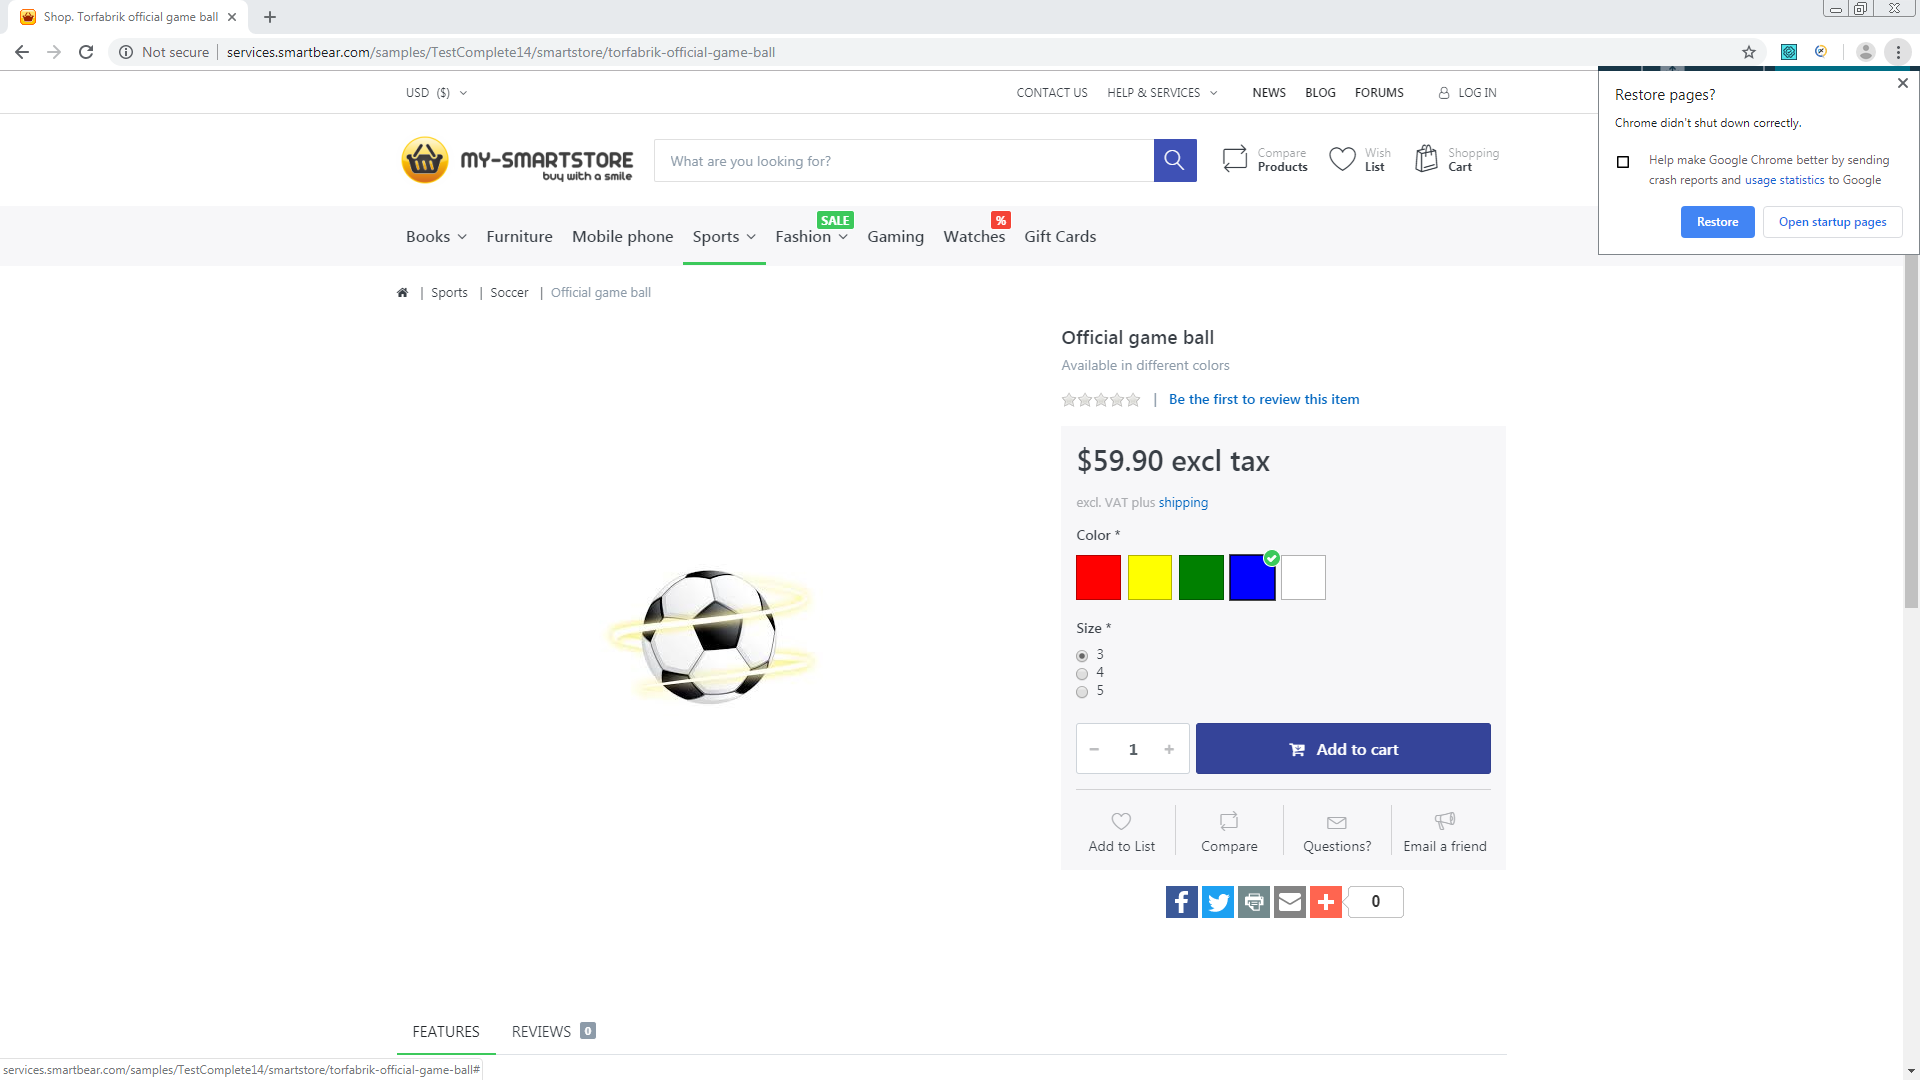 Shop. Torfabrik official game ball
Not secure
services.smartbear.com/samples/TestComplete14/smartstore/torfabrik-official-game-ball
Restore pages?
Chrome didn't shut down correctly.
Help make Google Chrome better by sending
crash reports and usage statistics to Google
Restore
Open startup pages
USD ($)
CONTACT US
HELP & SERVICES
NEWS
BLOG
FORUMS
LOG IN
MY-SMARTSTORE
buy with a smile
What are you looking for?
Compare
Products
Wish
List
Shopping
Cart
SALE
%
Books
Furniture
Mobile phone
Sports
Fashion
Gaming
Watches
Gift Cards
| Sports | Soccer | Official game ball
Official game ball
Available in different colors
| Be the first to review this item
$59.90 excl tax
excl. VAT plus shipping
Color *
Size *
3
4
5
1
Add to cart
Add to List
Compare
Questions?
Email a friend
0
FEATURES
REVIEWS 0
services.smartbear.com/samples/TestComplete14/smartstore/torfabrik-official-game-ball#